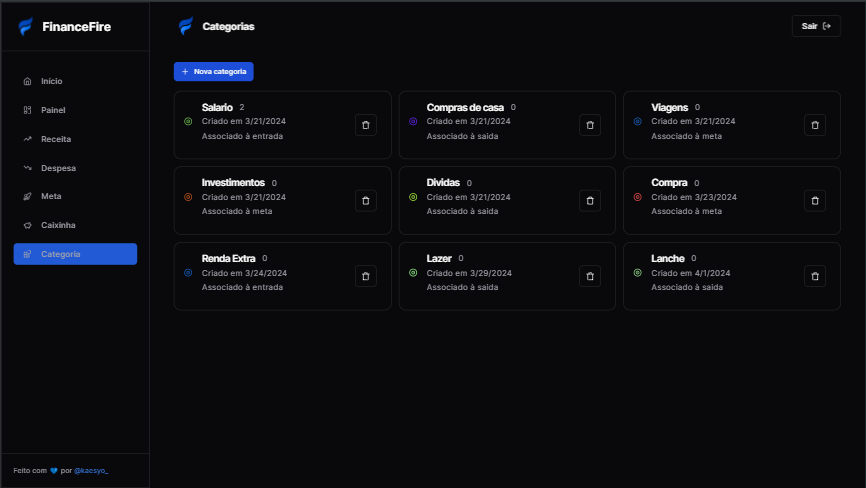 FinanceFire
Início
Painel
Receita
Despesa
Meta
Caixinha
Categoria
Feito com 💙 por @kaesyo_
Categorias
Sair
+ Nova categoria
Salario 2
Criado em 3/21/2024
Associado à entrada
Compras de casa 0
Criado em 3/21/2024
Associado à saída
Viagens 0
Criado em 3/21/2024
Associado à meta
Investimentos 0
Criado em 3/21/2024
Associado à meta
Dividas 0
Criado em 3/21/2024
Associado à saída
Compra 0
Criado em 3/23/2024
Associado à meta
Renda Extra 0
Criado em 3/24/2024
Associado à entrada
Lazer 0
Criado em 3/29/2024
Associado à saída
Lanche 0
Criado em 4/1/2024
Associado à saída